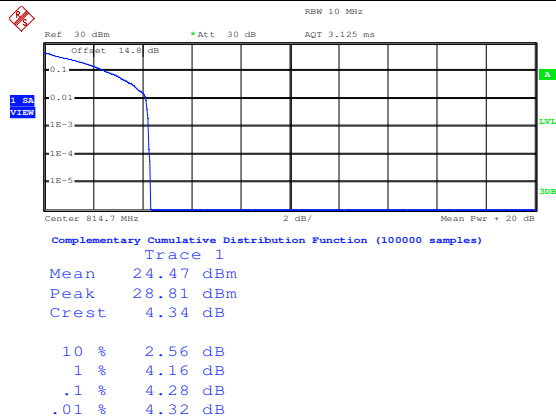 R S
RBW 10 MHz
Ref 30 dBm *Att 30 dB AQT 3.125 ms
Offset 14.8 dB
0.1
A
0.01
1 SA
VIEW
1E-3
LVL
1E-4
1E-5
3DB
Center 814.7 MHz 2 dB/ Mean Pwr + 20 dB
Complementary Cumulative Distribution Function (100000 samples)
Trace 1
Mean 24.47 dBm
Peak 28.81 dBm
Crest 4.34 dB
10 % 2.56 dB
1 % 4.16 dB
.1 % 4.28 dB
.01 % 4.32 dB